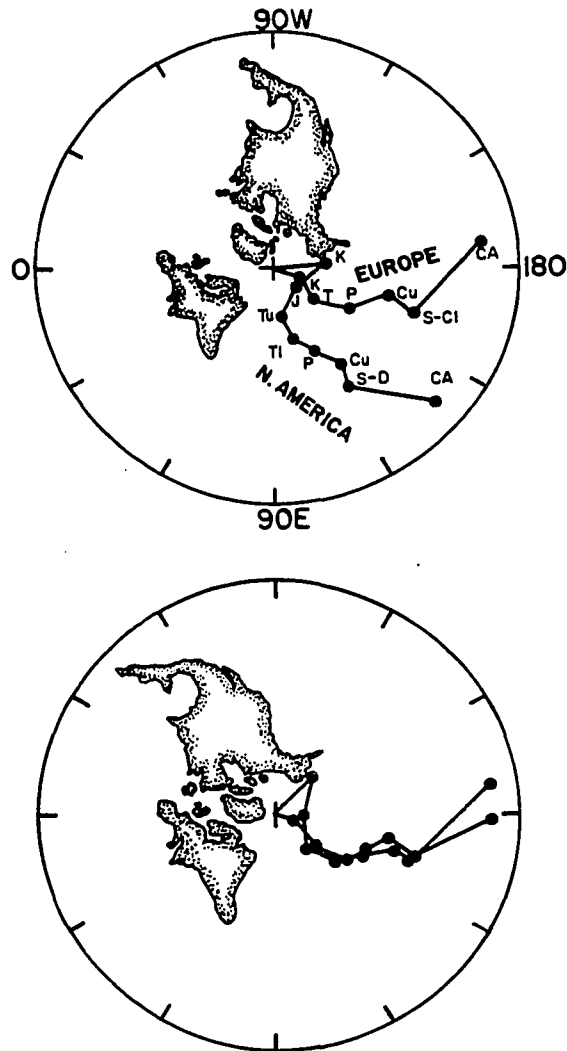 90W
0
180
90E
EUROPE
K
K
J
T
P
Cu
S-Cl
CA
N. AMERICA
Tu
Tl
P
Cu
S-D
CA